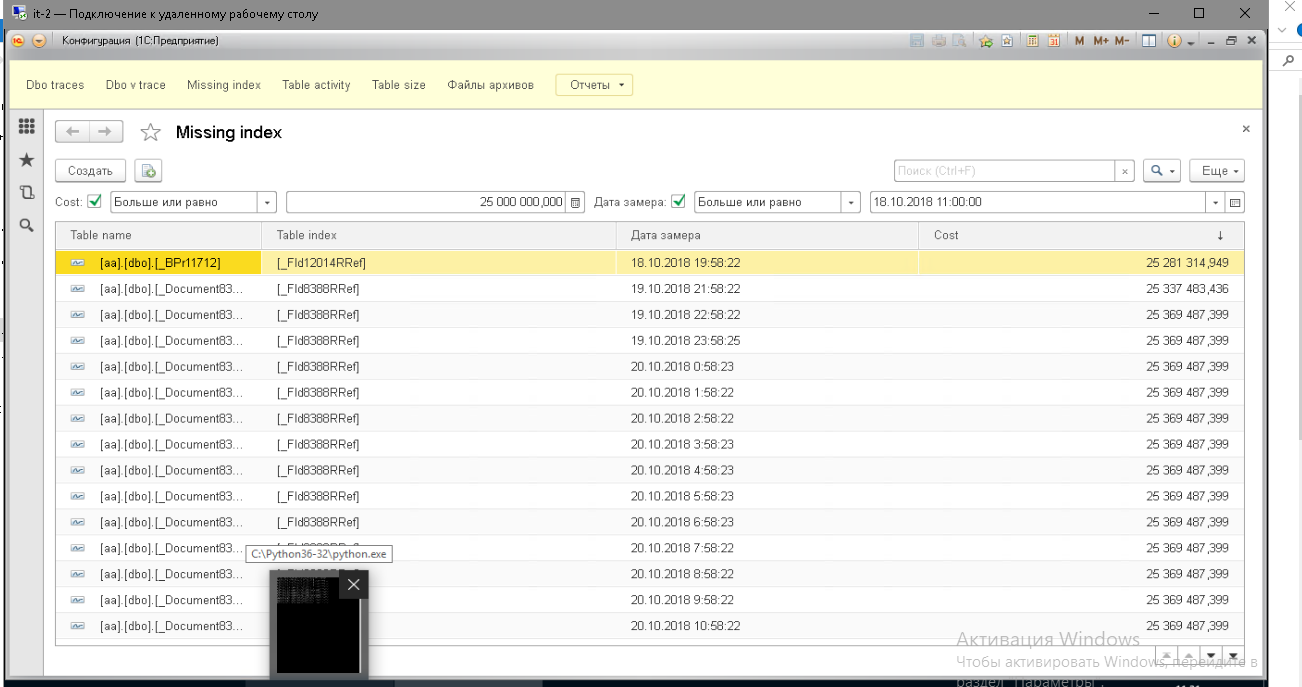 it-2 — Подключение к удаленному рабочему столу
Конфигурация (1С:Предприятие)
M M+ M-
Dbo traces Dbo v trace Missing index Table activity Table size Файлы архивов Отчеты
Missing index
Создать Поиск (Ctrl+F) Еще
Cost: Больше или равно 25 000 000,000 Дата замера: Больше или равно 18.10.2018 11:00:00
Table name Table index Дата замера Cost
[aa].[dbo].[_BPr11712] [_Fld12014RRef] 18.10.2018 19:58:22 25 281 314,949
[aa].[dbo].[_Document83... [_Fld8388RRef] 19.10.2018 21:58:22 25 337 483,436
[aa].[dbo].[_Document83... [_Fld8388RRef] 19.10.2018 22:58:22 25 369 487,399
[aa].[dbo].[_Document83... [_Fld8388RRef] 19.10.2018 23:58:25 25 369 487,399
[aa].[dbo].[_Document83... [_Fld8388RRef] 20.10.2018 0:58:23 25 369 487,399
[aa].[dbo].[_Document83... [_Fld8388RRef] 20.10.2018 1:58:22 25 369 487,399
[aa].[dbo].[_Document83... [_Fld8388RRef] 20.10.2018 2:58:22 25 369 487,399
[aa].[dbo].[_Document83... [_Fld8388RRef] 20.10.2018 3:58:23 25 369 487,399
[aa].[dbo].[_Document83... [_Fld8388RRef] 20.10.2018 4:58:23 25 369 487,399
[aa].[dbo].[_Document83... [_Fld8388RRef] 20.10.2018 5:58:23 25 369 487,399
[aa].[dbo].[_Document83... [_Fld8388RRef] 20.10.2018 6:58:23 25 369 487,399
[aa].[dbo].[_Document83... 20.10.2018 7:58:22 25 369 487,399
C:\Python36-32\python.exe
[aa].[dbo].[_Document83... 20.10.2018 8:58:22 25 369 487,399
[aa].[dbo].[_Document83... 20.10.2018 9:58:22 25 369 487,399
[aa].[dbo].[_Document83... 20.10.2018 10:58:22 25 369 487,399
Активация Windows
Чтобы активировать Windows, перейдите в
раздел "Параметры